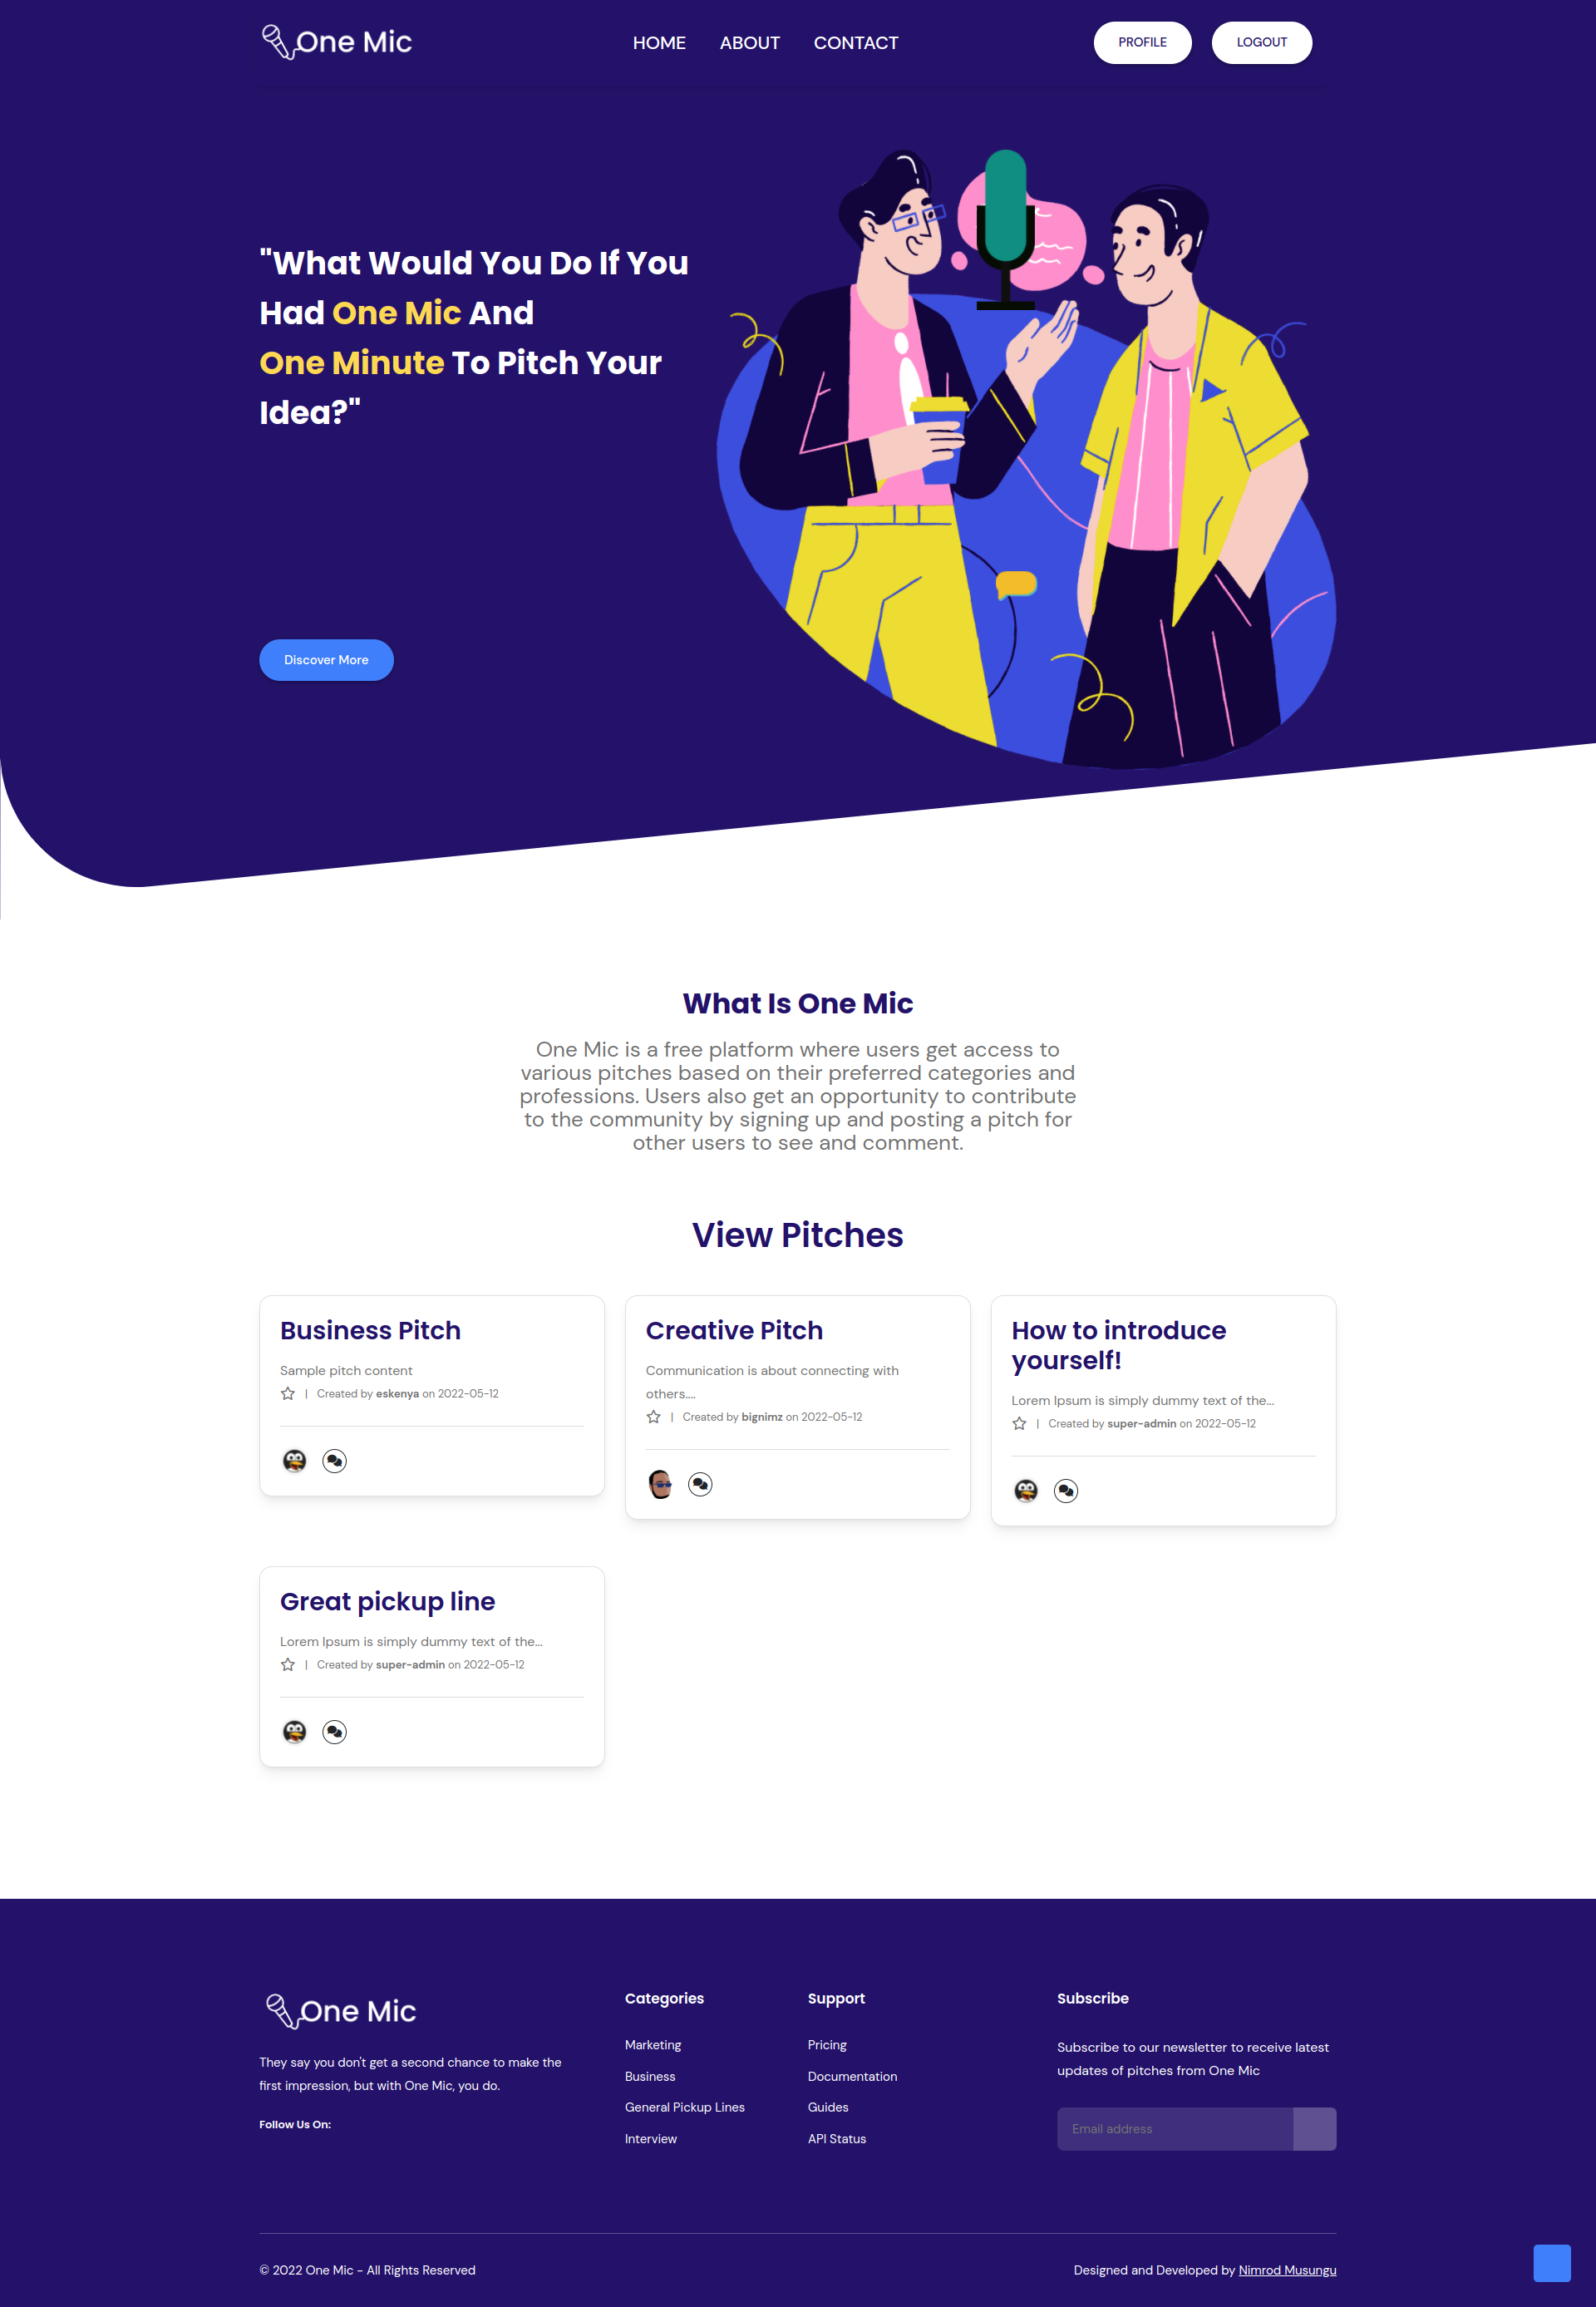 One Mic
HOME
ABOUT
CONTACT
PROFILE
LOGOUT
"What Would You Do If You
Had One Mic And
One Minute To Pitch Your
Idea?"
Discover More
What Is One Mic
One Mic is a free platform where users get access to
various pitches based on their preferred categories and
professions. Users also get an opportunity to contribute
to the community by signing up and posting a pitch for
other users to see and comment.
View Pitches
Business Pitch
Sample pitch content
| Created by eskenya on 2022-05-12
Creative Pitch
Communication is about connecting with
others....
| Created by bignimz on 2022-05-12
How to introduce
yourself!
Lorem Ipsum is simply dummy text of the...
| Created by super-admin on 2022-05-12
Great pickup line
Lorem Ipsum is simply dummy text of the...
| Created by super-admin on 2022-05-12
One Mic
They say you don't get a second chance to make the
first impression, but with One Mic, you do.
Follow Us On:
Categories
Marketing
Business
General Pickup Lines
Interview
Support
Pricing
Documentation
Guides
API Status
Subscribe
Subscribe to our newsletter to receive latest
updates of pitches from One Mic
Email address
© 2022 One Mic - All Rights Reserved
Designed and Developed by Nimrod Musungu